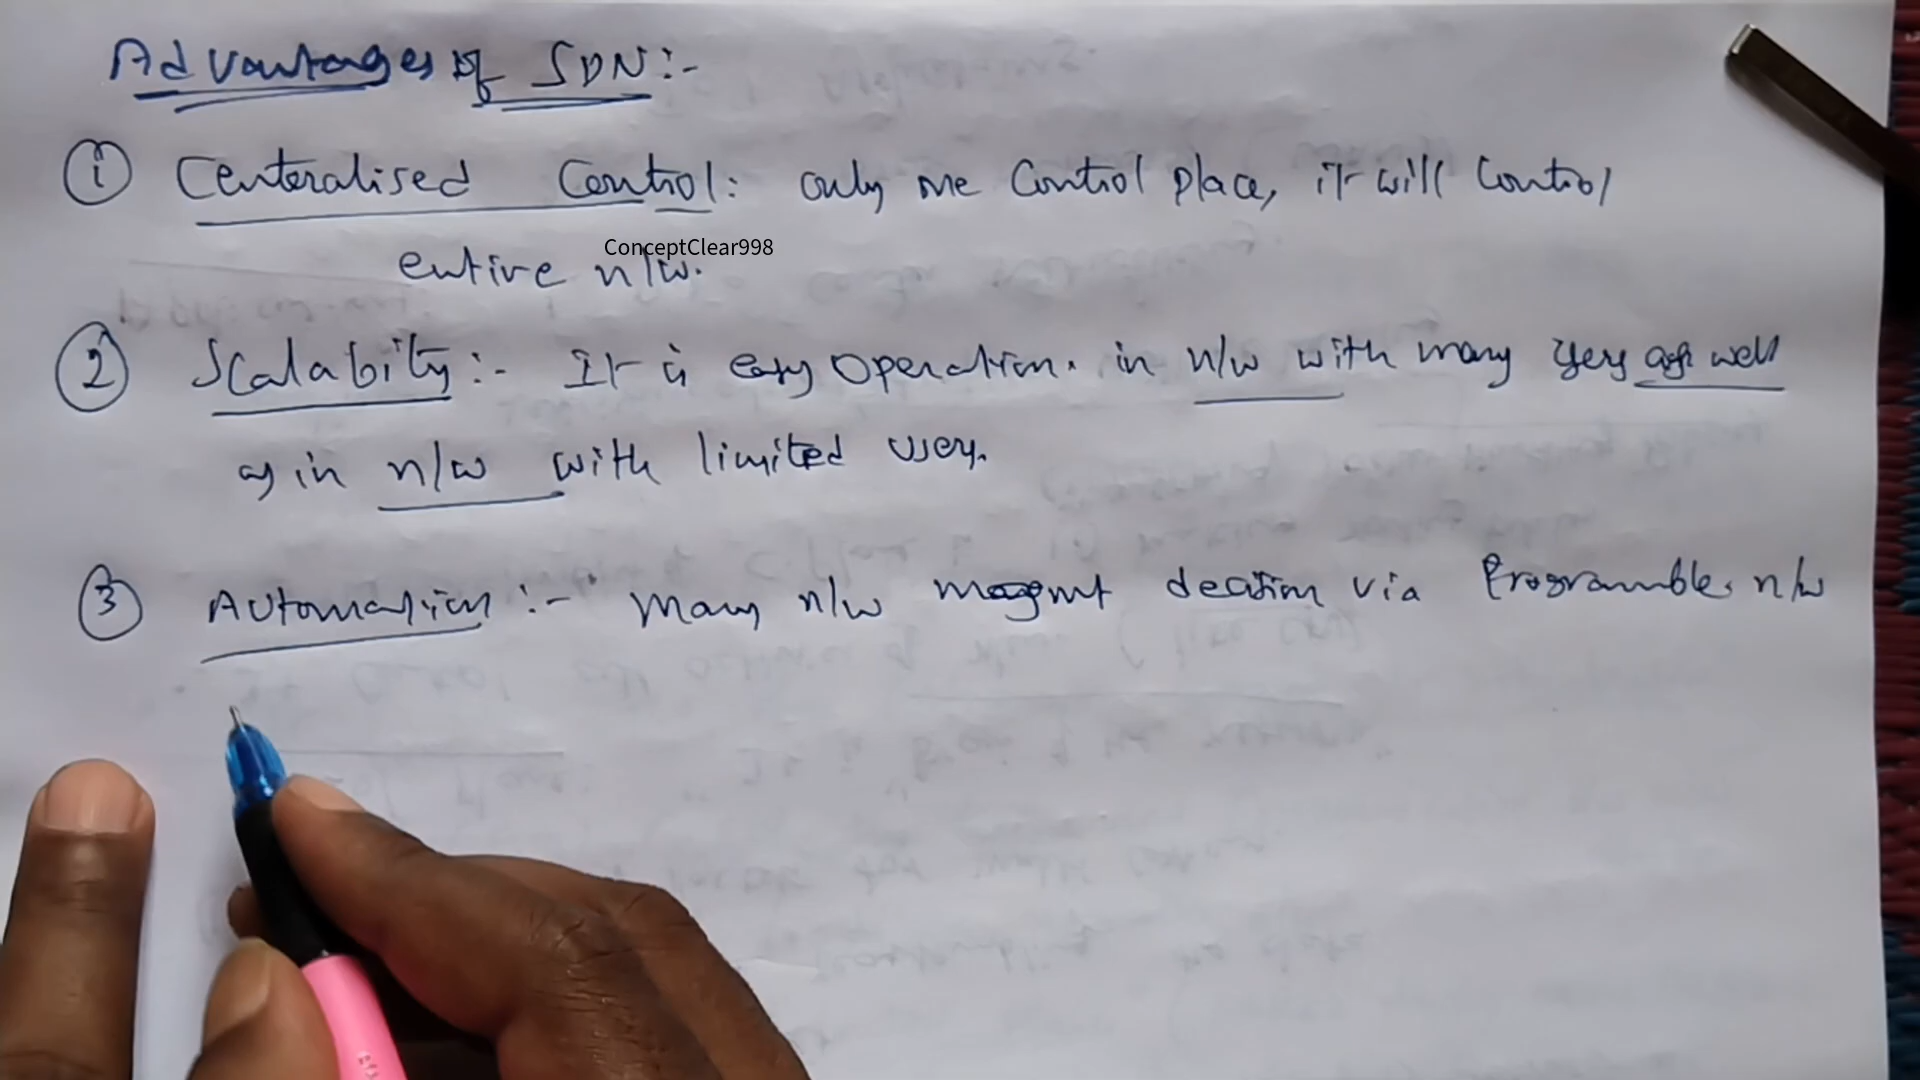 Advantages of SDN:-
① Centeralised Control: only one Control place, it will Control
ConceptClear998
entire n/w.
② Scalabity:- It is easy operation. in n/w with many users as well
as in n/w with limited users.
③ Automation:- Many n/w magmt decision via Programmble n/w